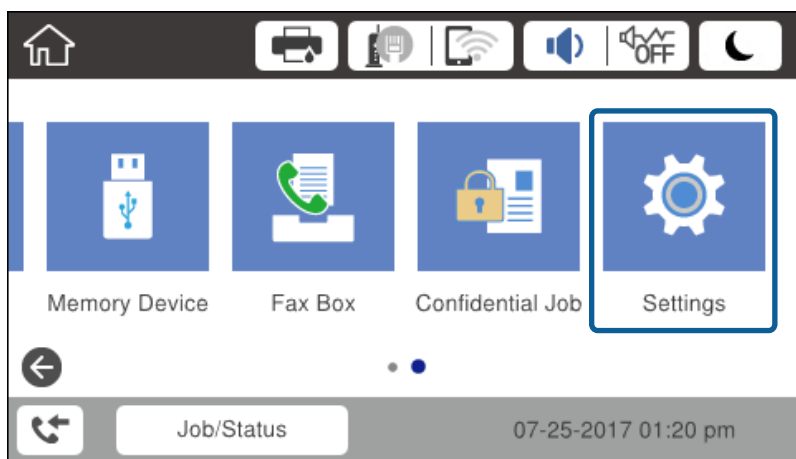 OFF
Memory Device
Fax Box
Confidential Job
Settings
Job/Status
07-25-2017 01:20 pm